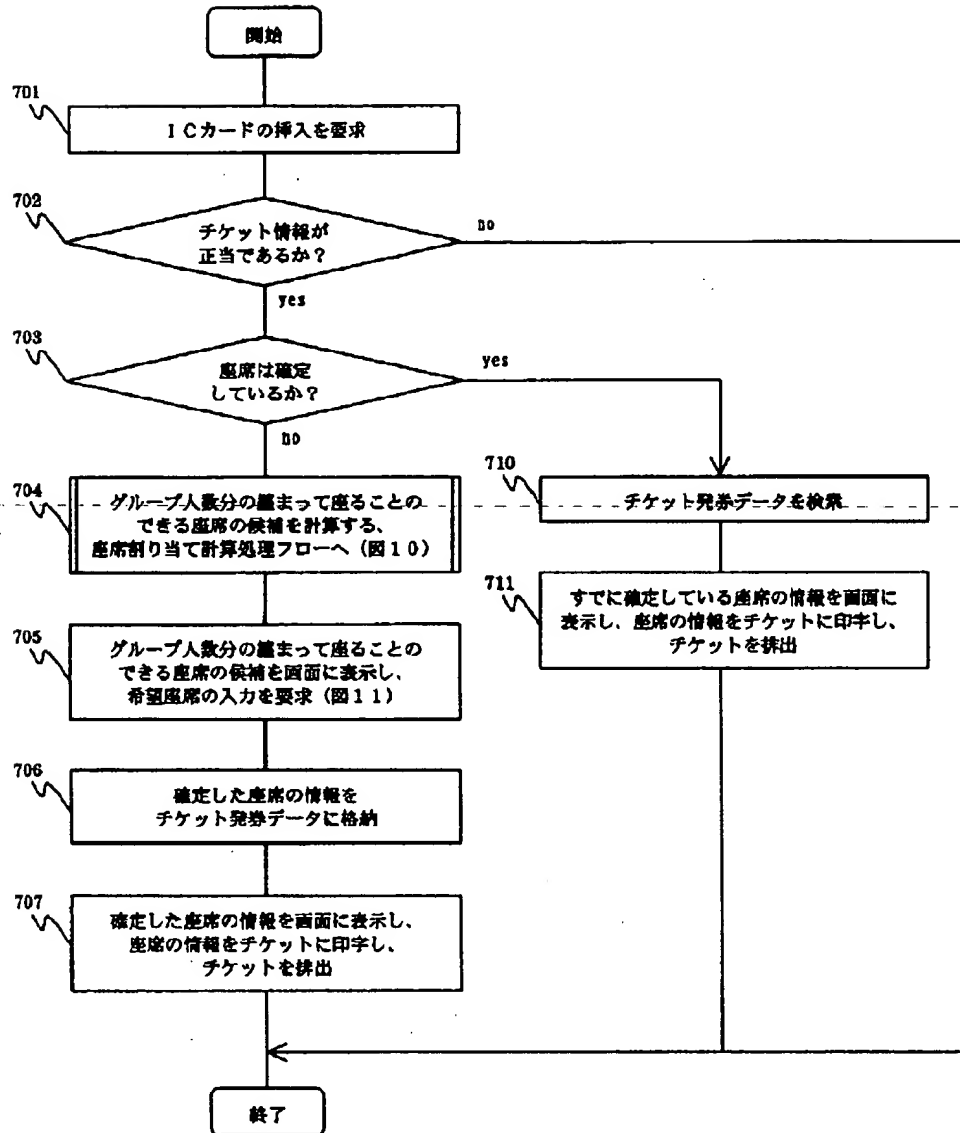 開始
701
ICカードの挿入を要求
702
チケット情報が
正当であるか?
no
yes
703
座席は確定
しているか?
yes
no
704
グループ人数分の纏まって座ることの
できる座席の候補を計算する、
座席割り当て計算処理フローへ(図10)
710
チケット発券データを検索
711
すでに確定している座席の情報を画面に
表示し、座席の情報をチケットに印字し、
チケットを排出
705
グループ人数分の纏まって座ることの
できる座席の候補を画面に表示し、
希望座席の入力を要求(図11)
706
確定した座席の情報を
チケット発券データに格納
707
確定した座席の情報を画面に表示し、
座席の情報をチケットに印字し、
チケットを排出
終了